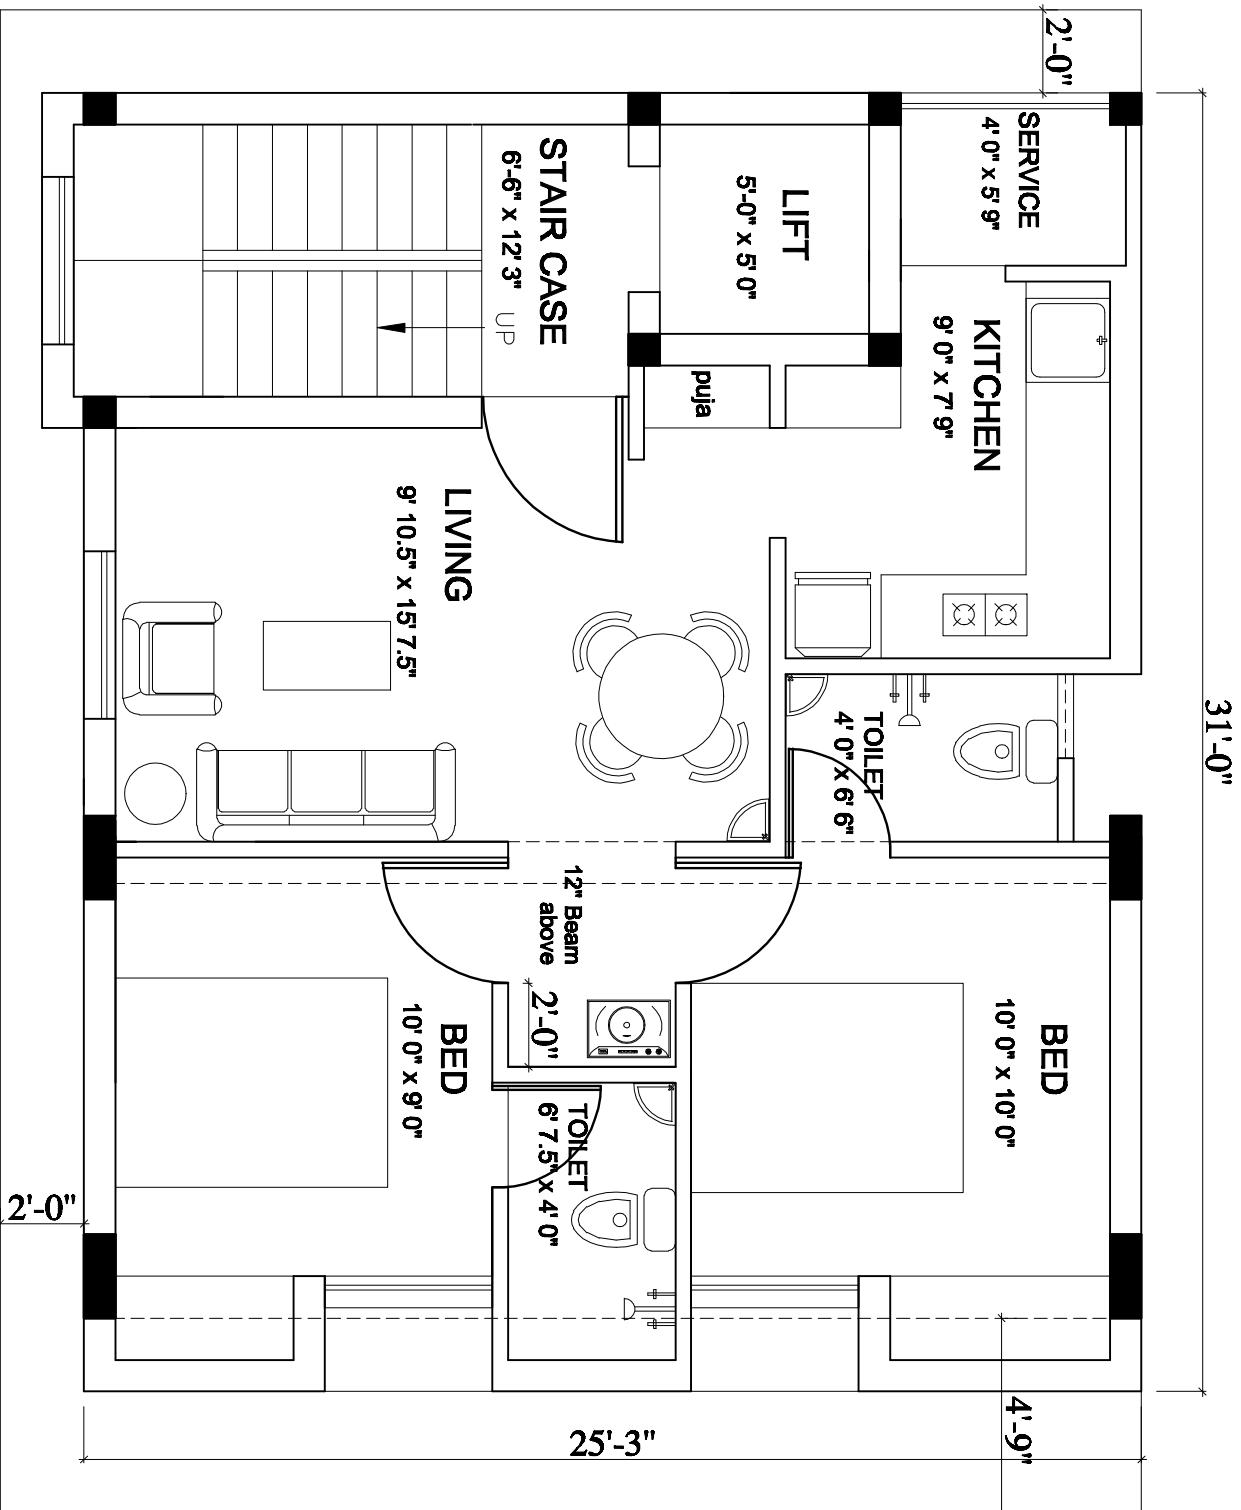 2'-0"
SERVICE
4' 0" x 5' 9"
LIFT
5'-0" x 5' 0"
STAIR CASE
6'-6" x 12' 3"
UP
KITCHEN
9' 0" x 7' 9"
puja
LIVING
9' 10.5" x 15' 7.5"
31'-0"
TOILET
4' 0" x 6' 6"
12" Beam
above
2'-0"
BED
10' 0" x 10' 0"
BED
10' 0" x 9' 0"
TOILET
6' 7.5" x 4' 0"
2'-0"
4'-9"
25'-3"